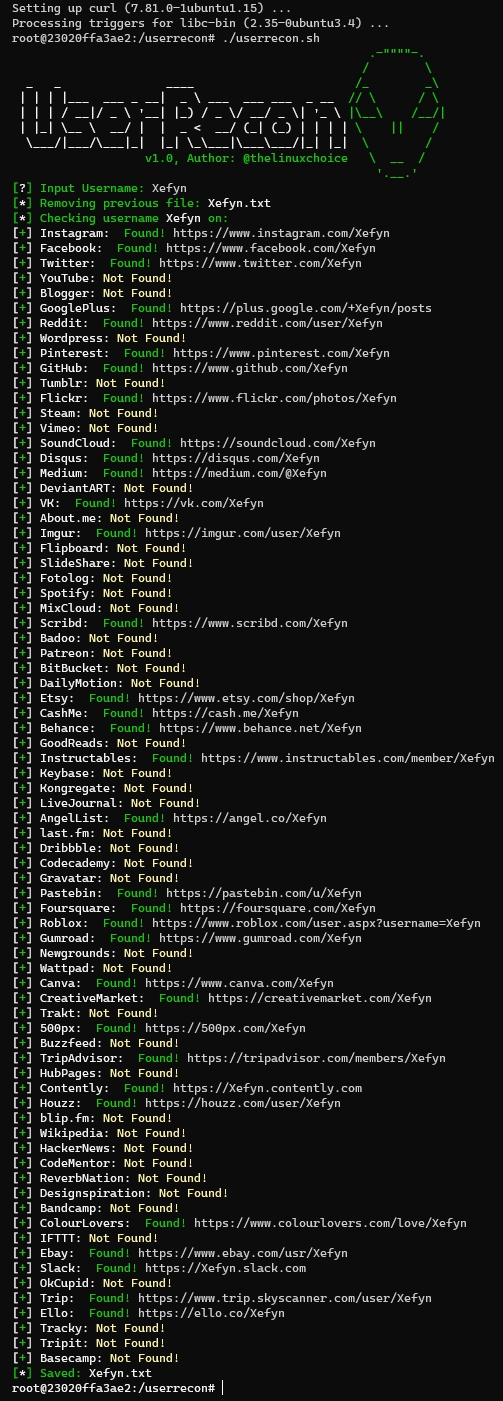 Setting up curl (7.81.0-1ubuntu1.15) ...
Processing triggers for libc-bin (2.35-0ubuntu3.4) ...
root@23020ffa3ae2:/userrecon# ./userrecon.sh
UserRecon
v1.0, Author: @thelinuxchoice
[?] Input Username: Xefyn
[*] Removing previous file: Xefyn.txt
[*] Checking username Xefyn on:
[+] Instagram: Found! https://www.instagram.com/Xefyn
[+] Facebook: Found! https://www.facebook.com/Xefyn
[+] Twitter: Found! https://www.twitter.com/Xefyn
[+] YouTube: Not Found!
[+] Blogger: Not Found!
[+] GooglePlus: Found! https://plus.google.com/+Xefyn/posts
[+] Reddit: Found! https://www.reddit.com/user/Xefyn
[+] Wordpress: Not Found!
[+] Pinterest: Found! https://www.pinterest.com/Xefyn
[+] GitHub: Found! https://www.github.com/Xefyn
[+] Tumblr: Not Found!
[+] Flickr: Found! https://www.flickr.com/photos/Xefyn
[+] Steam: Not Found!
[+] Vimeo: Not Found!
[+] SoundCloud: Found! https://soundcloud.com/Xefyn
[+] Disqus: Found! https://disqus.com/Xefyn
[+] Medium: Found! https://medium.com/@Xefyn
[+] DeviantART: Not Found!
[+] VK: Found! https://vk.com/Xefyn
[+] About.me: Not Found!
[+] Imgur: Found! https://imgur.com/user/Xefyn
[+] Flipboard: Not Found!
[+] SlideShare: Not Found!
[+] Fotolog: Not Found!
[+] Spotify: Not Found!
[+] MixCloud: Not Found!
[+] Scribd: Found! https://www.scribd.com/Xefyn
[+] Badoo: Not Found!
[+] Patreon: Not Found!
[+] BitBucket: Not Found!
[+] DailyMotion: Not Found!
[+] Etsy: Found! https://www.etsy.com/shop/Xefyn
[+] CashMe: Found! https://cash.me/Xefyn
[+] Behance: Found! https://www.behance.net/Xefyn
[+] GoodReads: Not Found!
[+] Instructables: Found! https://www.instructables.com/member/Xefyn
[+] Keybase: Not Found!
[+] Kongregate: Not Found!
[+] LiveJournal: Not Found!
[+] AngelList: Found! https://angel.co/Xefyn
[+] last.fm: Not Found!
[+] Dribbble: Not Found!
[+] Codecademy: Not Found!
[+] Gravatar: Not Found!
[+] Pastebin: Found! https://pastebin.com/u/Xefyn
[+] Foursquare: Found! https://foursquare.com/Xefyn
[+] Roblox: Found! https://www.roblox.com/user.aspx?username=Xefyn
[+] Gumroad: Found! https://www.gumroad.com/Xefyn
[+] Newgrounds: Not Found!
[+] Wattpad: Not Found!
[+] Canva: Found! https://www.canva.com/Xefyn
[+] CreativeMarket: Found! https://creativemarket.com/Xefyn
[+] Trakt: Not Found!
[+] 500px: Found! https://500px.com/Xefyn
[+] Buzzfeed: Not Found!
[+] TripAdvisor: Found! https://tripadvisor.com/members/Xefyn
[+] HubPages: Not Found!
[+] Contently: Found! https://Xefyn.contently.com
[+] Houzz: Found! https://houzz.com/user/Xefyn
[+] blip.fm: Not Found!
[+] Wikipedia: Not Found!
[+] HackerNews: Not Found!
[+] CodeMentor: Not Found!
[+] ReverbNation: Not Found!
[+] Designspiration: Not Found!
[+] Bandcamp: Not Found!
[+] ColourLovers: Found! https://www.colourlovers.com/love/Xefyn
[+] IFTTT: Not Found!
[+] Ebay: Found! https://www.ebay.com/usr/Xefyn
[+] Slack: Found! https://Xefyn.slack.com
[+] OkCupid: Not Found!
[+] Trip: Found! https://www.trip.skyscanner.com/user/Xefyn
[+] Ello: Found! https://ello.co/Xefyn
[+] Tracky: Not Found!
[+] Tripit: Not Found!
[+] Basecamp: Not Found!
[*] Saved: Xefyn.txt
root@23020ffa3ae2:/userrecon#